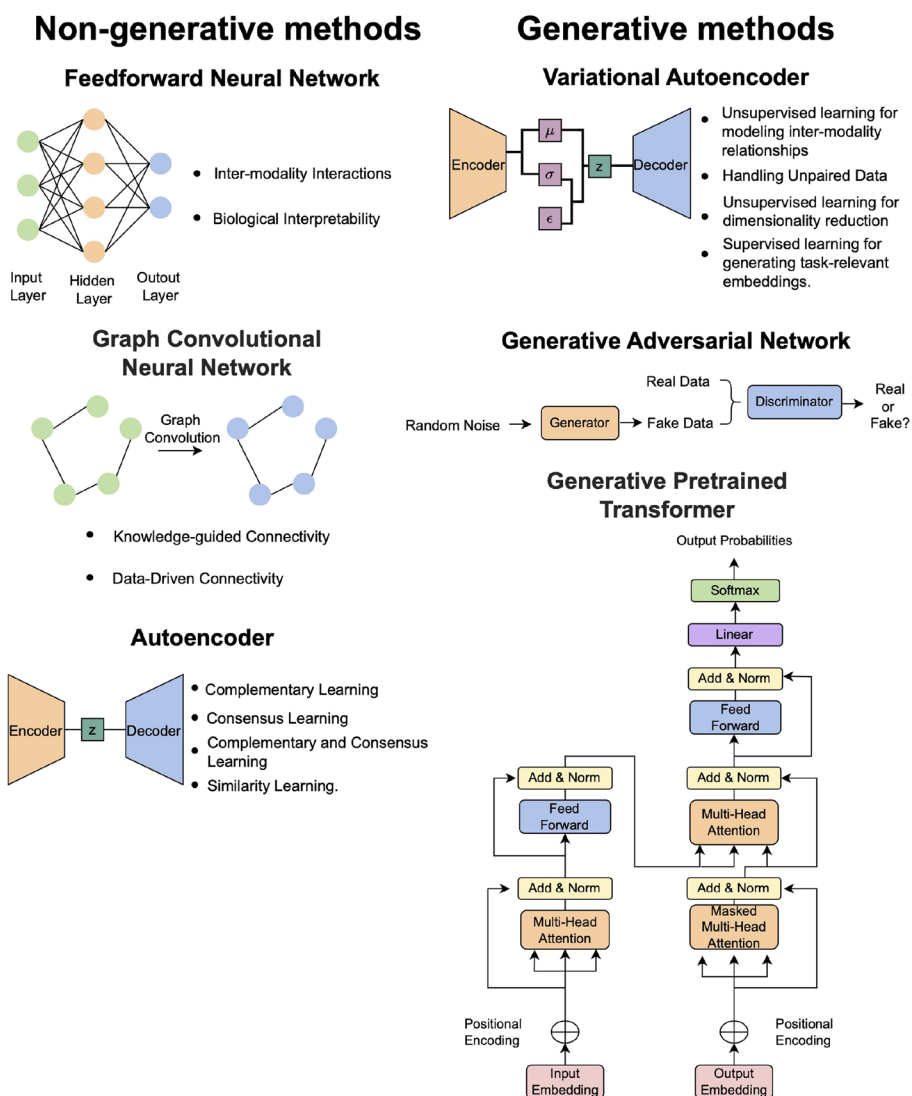 Non-generative methods
Feedforward Neural Network
Input
Layer
Hidden
Layer
Outout
Layer
• Inter-modality Interactions
• Biological Interpretability
Graph Convolutional
Neural Network
Graph
Convolution
• Knowledge-guided Connectivity
• Data-Driven Connectivity
Autoencoder
Encoder
z
Decoder
• Complementary Learning
• Consensus Learning
• Complementary and Consensus
Learning
• Similarity Learning.
Generative methods
Variational Autoencoder
Encoder
μ
σ
ϵ
z
Decoder
• Unsupervised learning for
modeling inter-modality
relationships
• Handling Unpaired Data
• Unsupervised learning for
dimensionality reduction
• Supervised learning for
generating task-relevant
embeddings.
Generative Adversarial Network
Random Noise
Generator
Real Data
Fake Data
Discriminator
Real
or
Fake?
Generative Pretrained
Transformer
Output Probabilities
Softmax
Linear
Add & Norm
Feed
Forward
Add & Norm
Multi-Head
Attention
Add & Norm
Masked
Multi-Head
Attention
Add & Norm
Feed
Forward
Add & Norm
Multi-Head
Attention
Positional
Encoding
Positional
Encoding
Input
Embedding
Output
Embedding